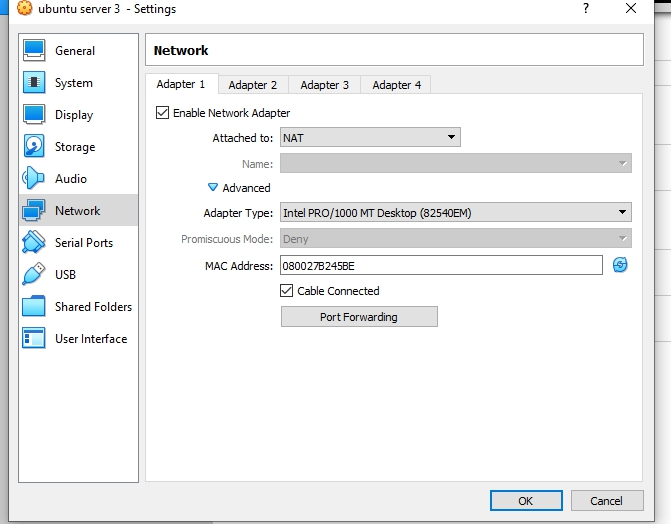 ubuntu server 3 - Settings
?
General
System
Display
Storage
Audio
Network
Serial Ports
USB
Shared Folders
User Interface
Network
Adapter 1 Adapter 2 Adapter 3 Adapter 4
Enable Network Adapter
Attached to: NAT
Name:
Advanced
Adapter Type: Intel PRO/1000 MT Desktop (82540EM)
Promiscuous Mode: Deny
MAC Address: 080027B245BE
Cable Connected
Port Forwarding
OK Cancel